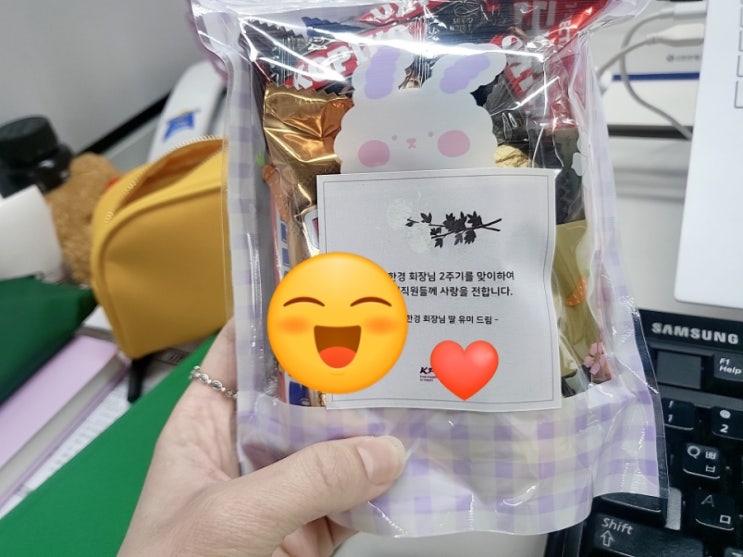 한경 회장님 2주기를 맞이하여
직원들께 사랑을 전합니다.
한경 회장님 딸 유미 드림 -
SAMSUNG
F1
Help
1
2
Q ㅃ
ㅂ
A ㅁ
Shift